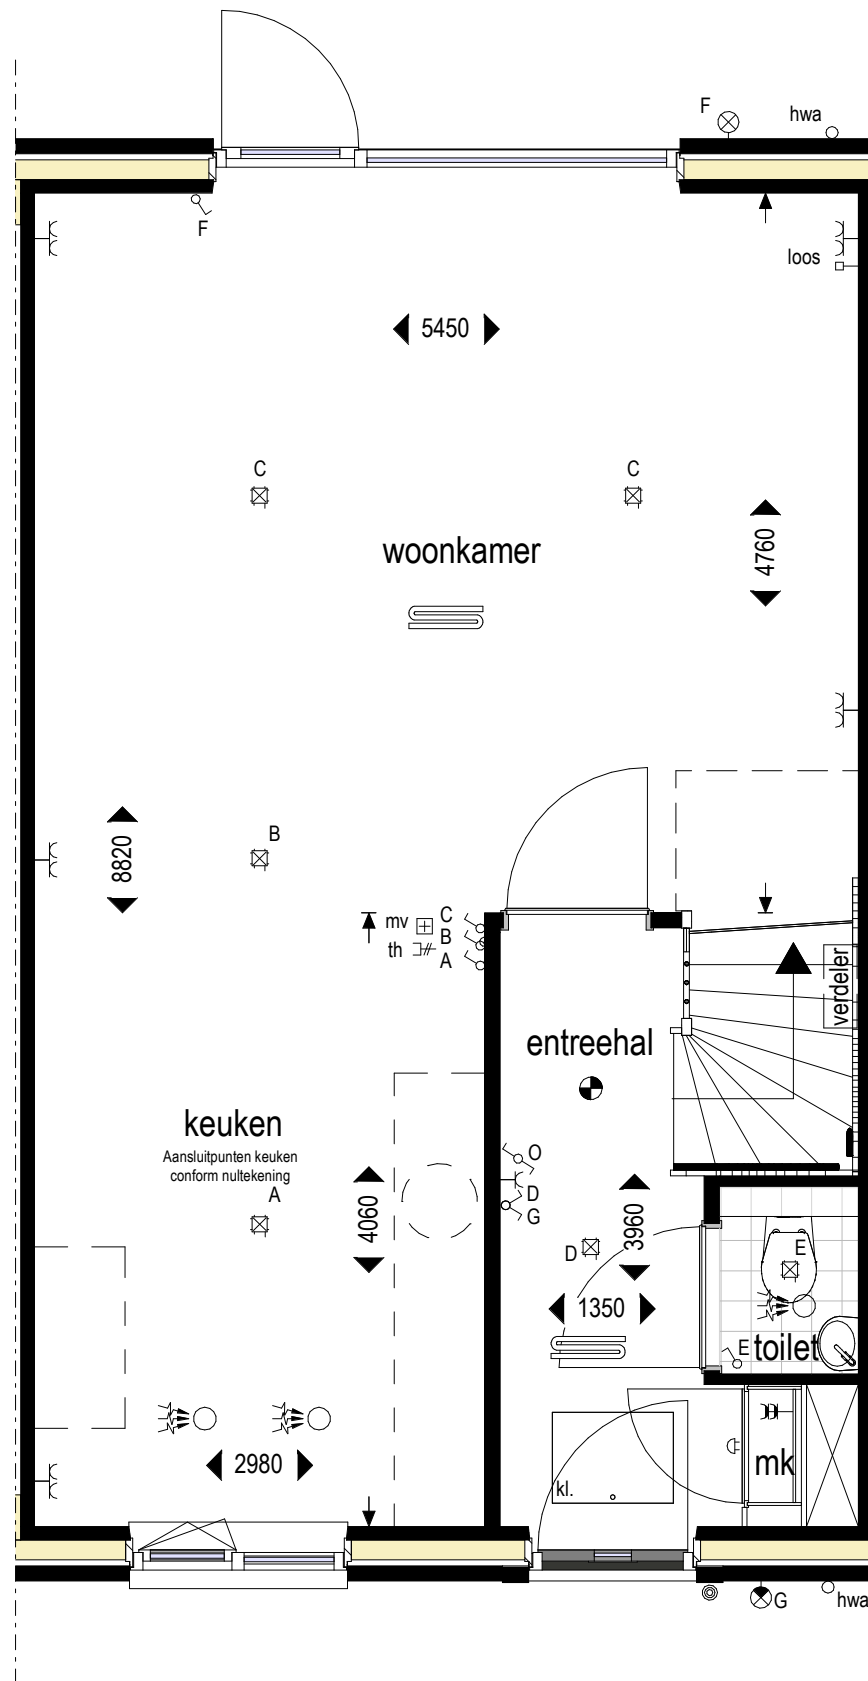 F
hwa
F
loos
5450
C
C
woonkamer
4760
8820
B
mv
C
B
th
A
verdeler
entreehal
keuken
Aansluitpunten keuken
conform nultekening
A
4060
O
D
G
3960
D
E
1350
E
toilet
2980
kl.
mk
G
hwa